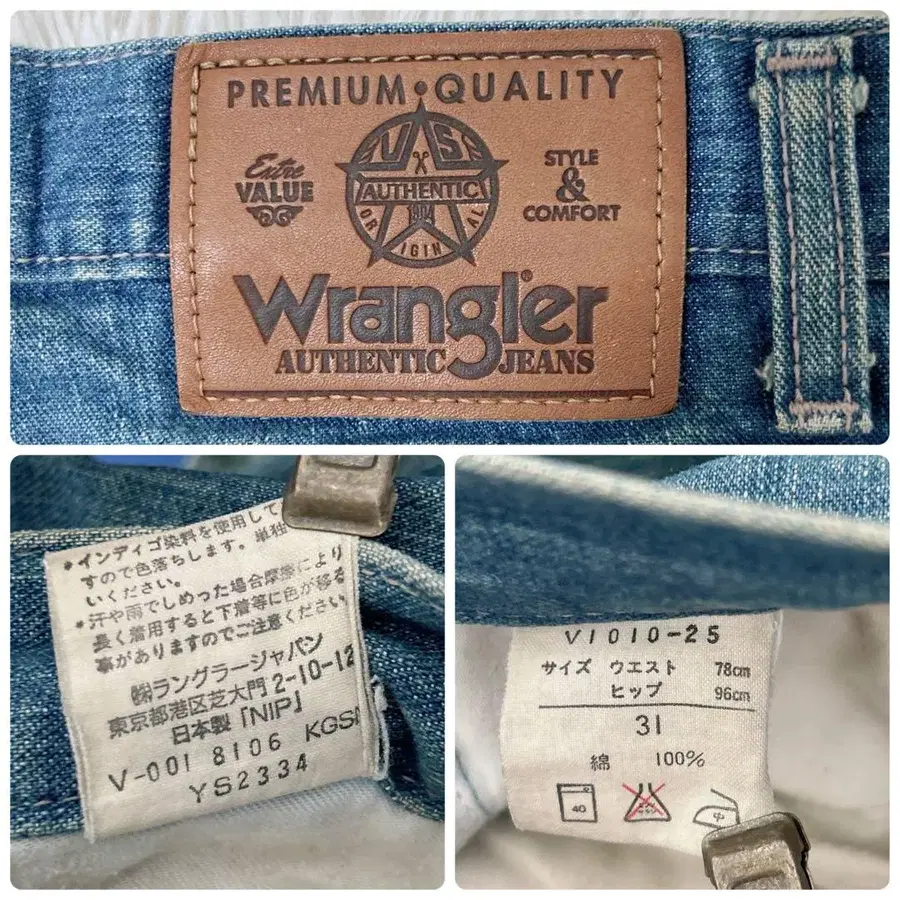 PREMIUM • QUALITY
U S
Extra
VALUE
AUTHENTIC
ORIGINAL
STYLE
&
COMFORT
Wrangler®
AUTHENTIC JEANS
•インディゴ染料を使用して
すので色落ちします。単独
いください。
•汗や雨でしめった場合摩擦により
長く着用すると下着等に色が移る
事がありますのでご注意ください
㈱ラングラージャパン
東京都港区芝大門2-10-12
日本製「NIP」
V-001 8106 KGSN
YS2334
V1010-25
サイズ ウエスト 78cm
ヒップ 96cm
31
綿 100%
40
中